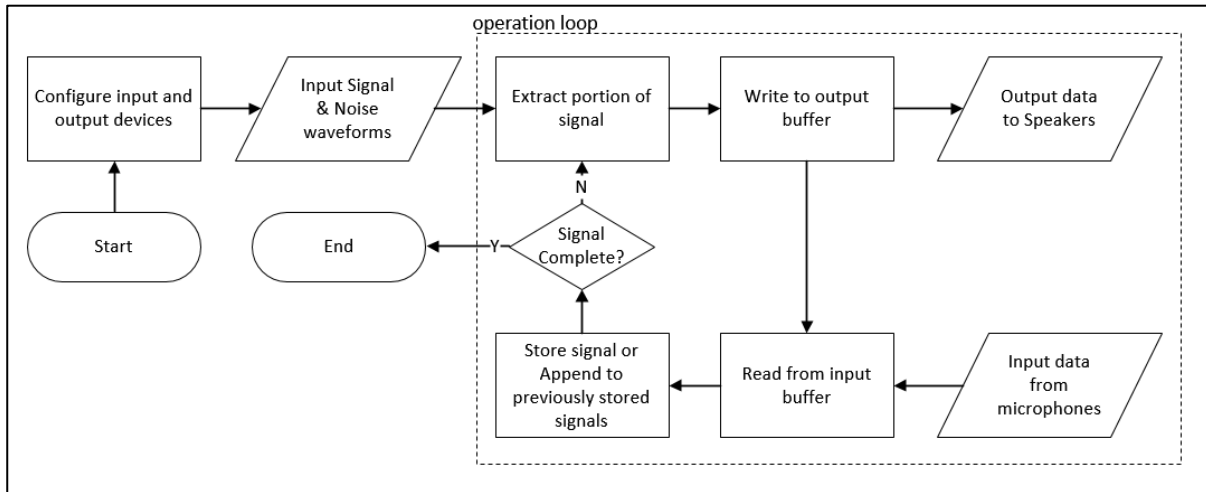 operation loop
Configure input and
output devices
Input Signal
& Noise
waveforms
Extract portion of
signal
Write to output
buffer
Output data
to Speakers
N
Start
End
Y
Signal
Complete?
Store signal or
Append to
previously stored
signals
Read from input
buffer
Input data
from
microphones